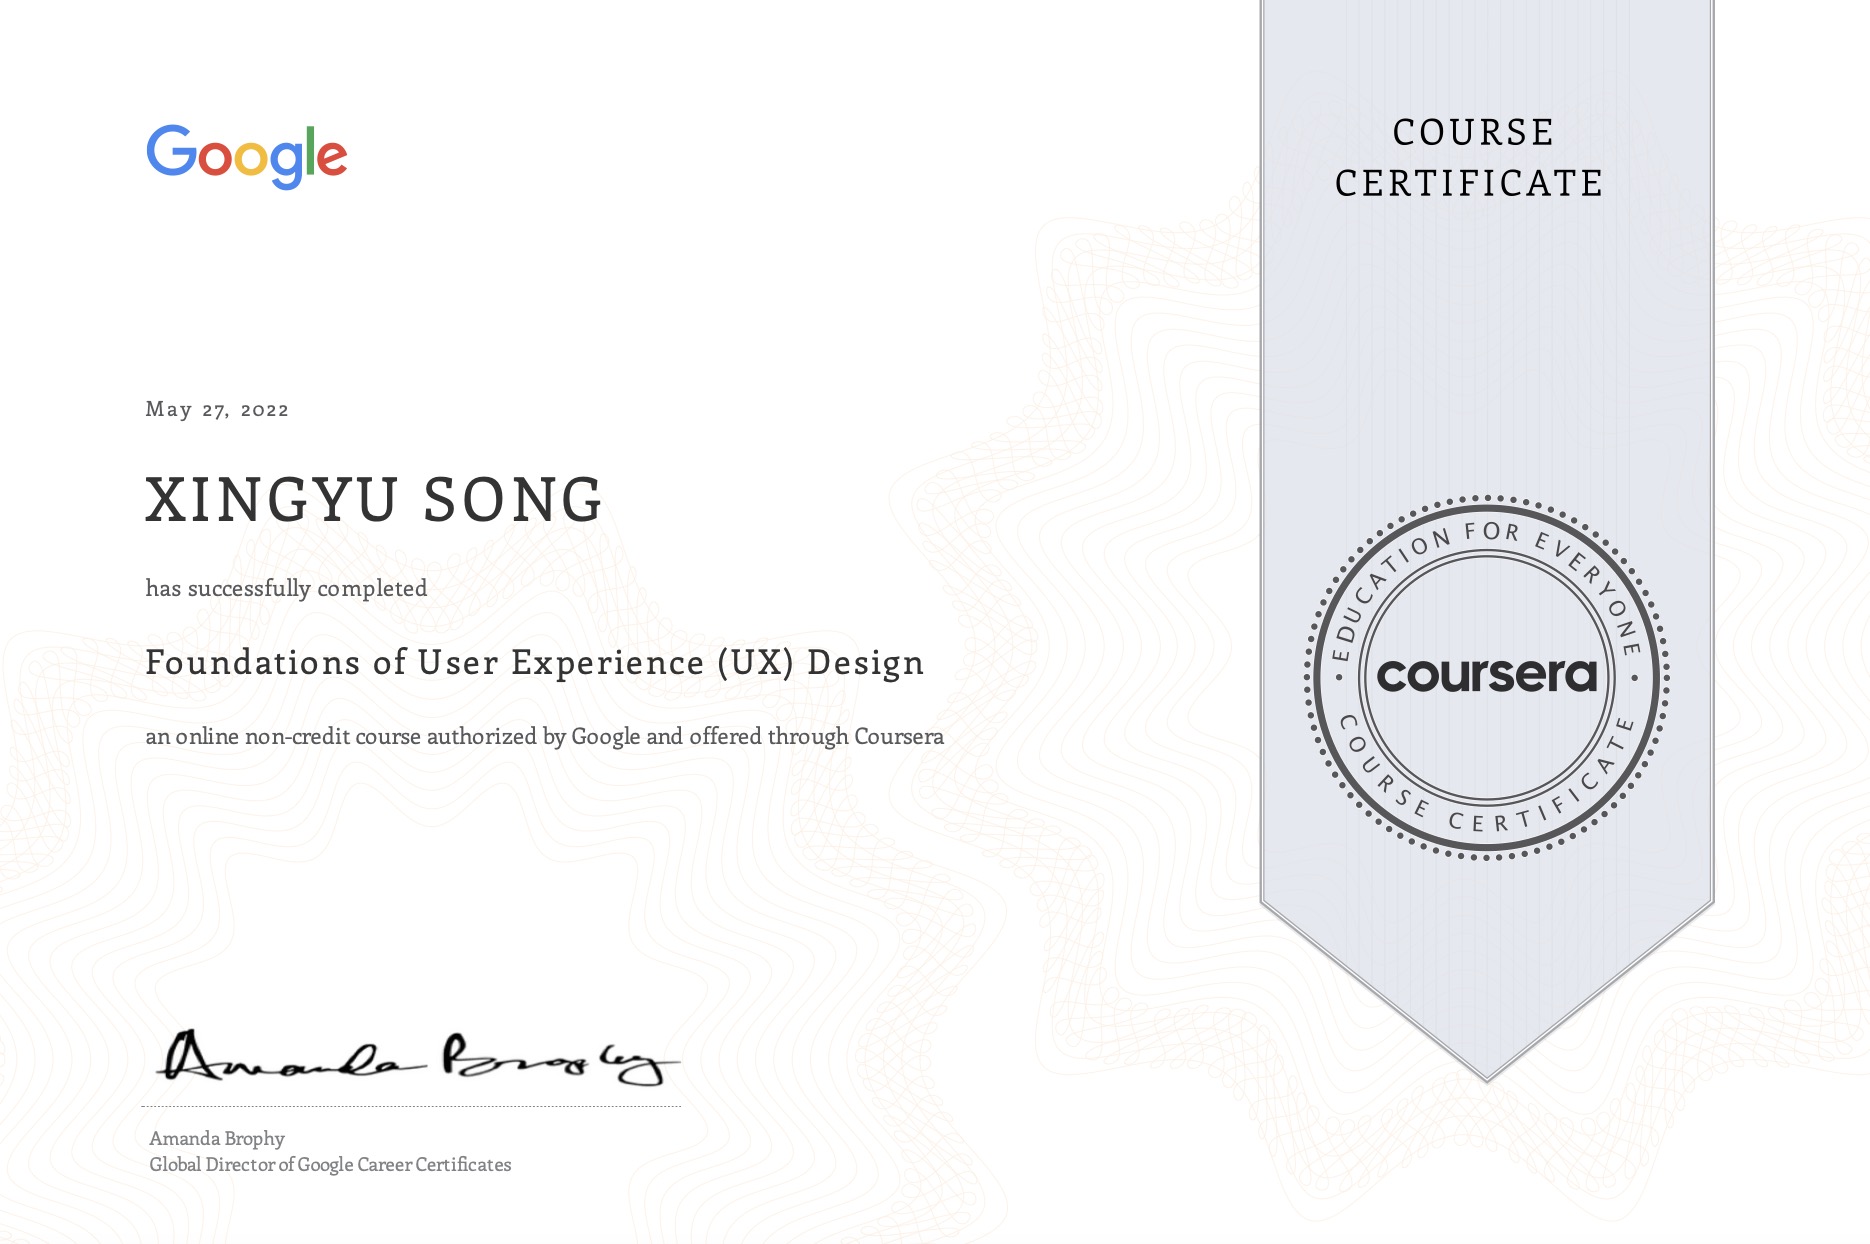 Google
COURSE
CERTIFICATE
May 27, 2022
XINGYU SONG
has successfully completed
Foundations of User Experience (UX) Design
an online non-credit course authorized by Google and offered through Coursera
EDUCATION FOR EVERYONE
coursera
COURSE CERTIFICATE
Amanda Brophy
Amanda Brophy
Global Director of Google Career Certificates